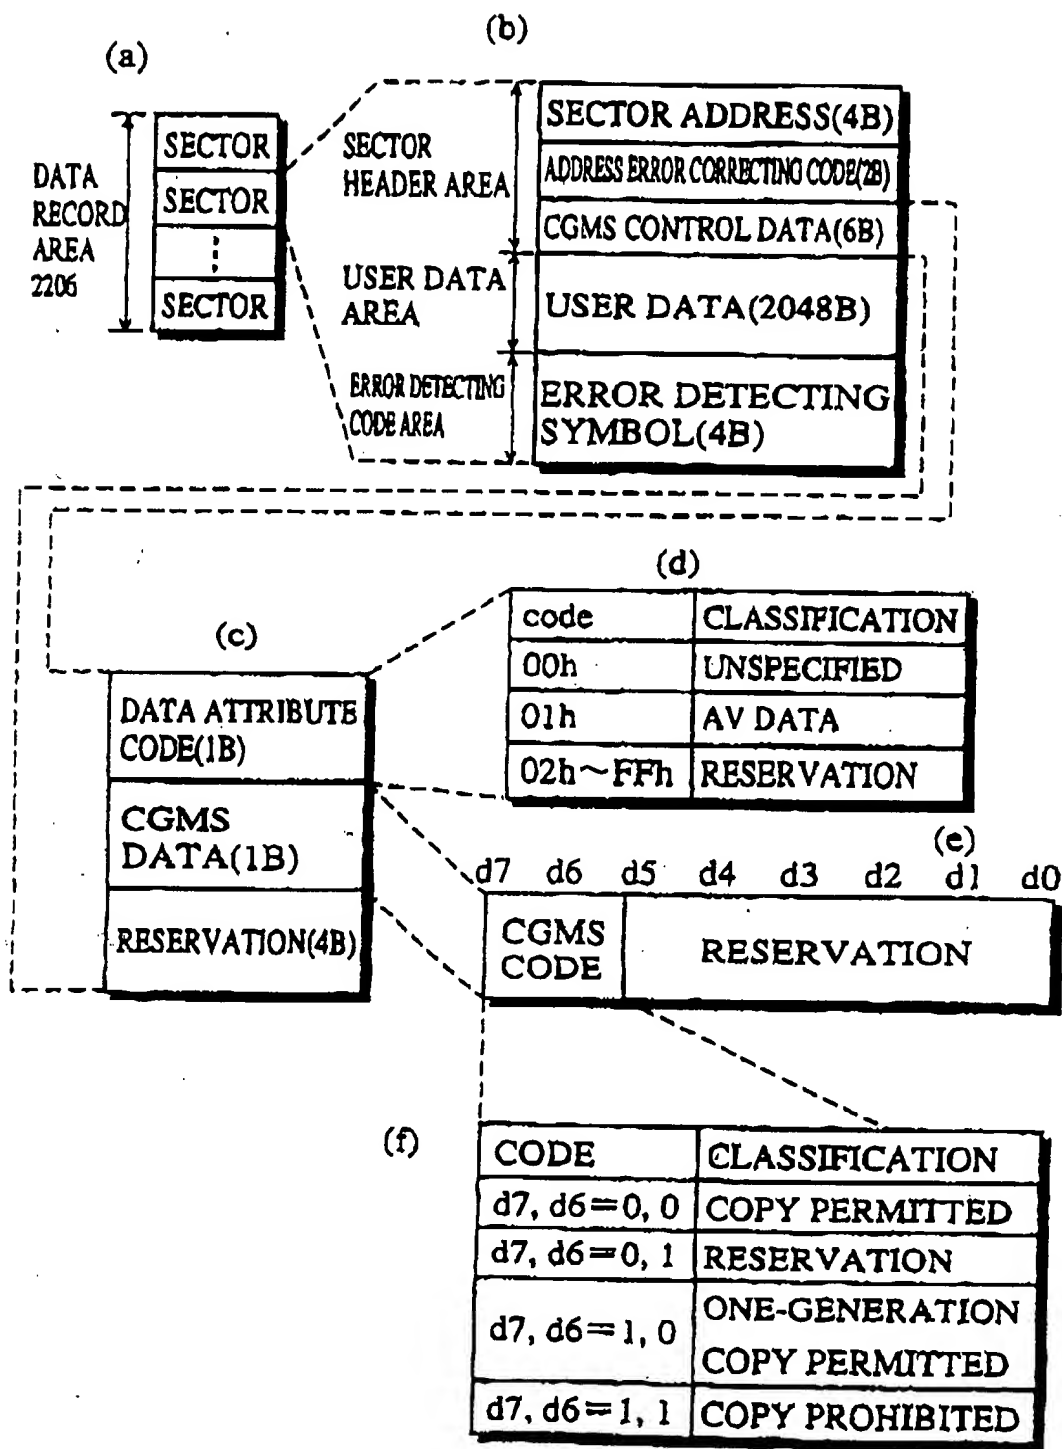 (a)
(b)
DATA
RECORD
AREA
2206
SECTOR
SECTOR
SECTOR
SECTOR
HEADER AREA
USER DATA
AREA
ERROR DETECTING
CODE AREA
SECTOR ADDRESS(4B)
ADDRESS ERROR CORRECTING CODE(2B)
CGMS CONTROL DATA(6B)
USER DATA(2048B)
ERROR DETECTING
SYMBOL(4B)
(c)
DATA ATTRIBUTE
CODE(1B)
CGMS
DATA(1B)
RESERVATION(4B)
(d)
code CLASSIFICATION
00h UNSPECIFIED
01h AV DATA
02h~FFh RESERVATION
(e)
d7 d6 d5 d4 d3 d2 d1 d0
CGMS
CODE
RESERVATION
(f)
CODE CLASSIFICATION
d7, d6=0, 0 COPY PERMITTED
d7, d6=0, 1 RESERVATION
d7, d6=1, 0 ONE-GENERATION
COPY PERMITTED
d7, d6=1, 1 COPY PROHIBITED